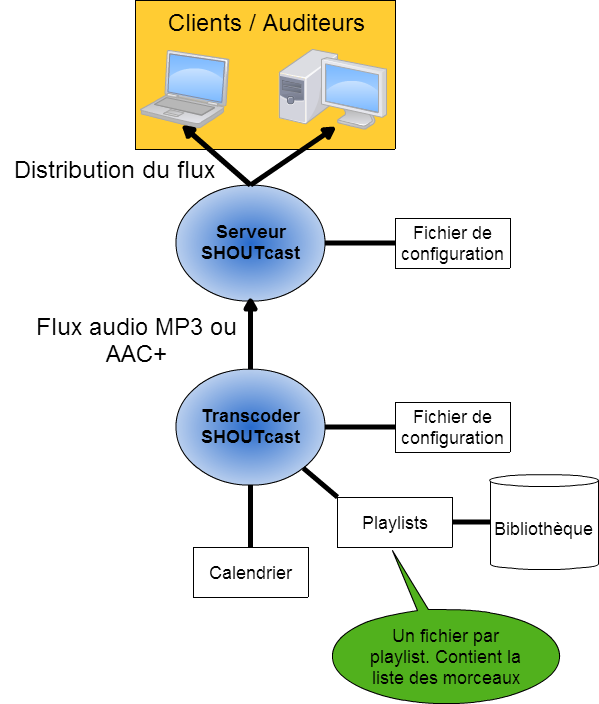 Clients / Auditeurs
Distribution du flux
Serveur
SHOUTcast
Fichier de
configuration
Flux audio MP3 ou
AAC+
Transcoder
SHOUTcast
Fichier de
configuration
Playlists
Bibliothèque
Calendrier
Un fichier par
playlist. Contient la
liste des morceaux